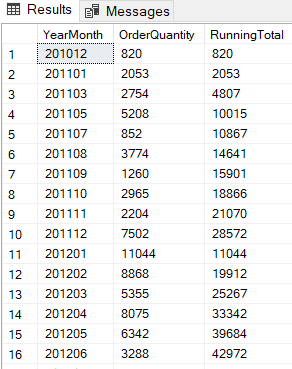 Results Messages
YearMonth OrderQuantity RunningTotal
1 201012 820 820
2 201101 2053 2053
3 201103 2754 4807
4 201105 5208 10015
5 201107 852 10867
6 201108 3774 14641
7 201109 1260 15901
8 201110 2965 18866
9 201111 2204 21070
10 201112 7502 28572
11 201201 11044 11044
12 201202 8868 19912
13 201203 5355 25267
14 201204 8075 33342
15 201205 6342 39684
16 201206 3288 42972